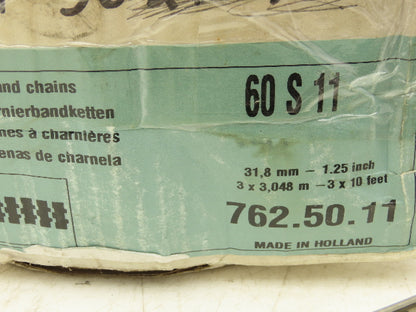 and chains
60 S 11
rnierbandketten
nes à charnières
enas de charnela
31,8 mm – 1.25 inch
3 x 3,048 m – 3 x 10 feet
762.50.11
MADE IN HOLLAND